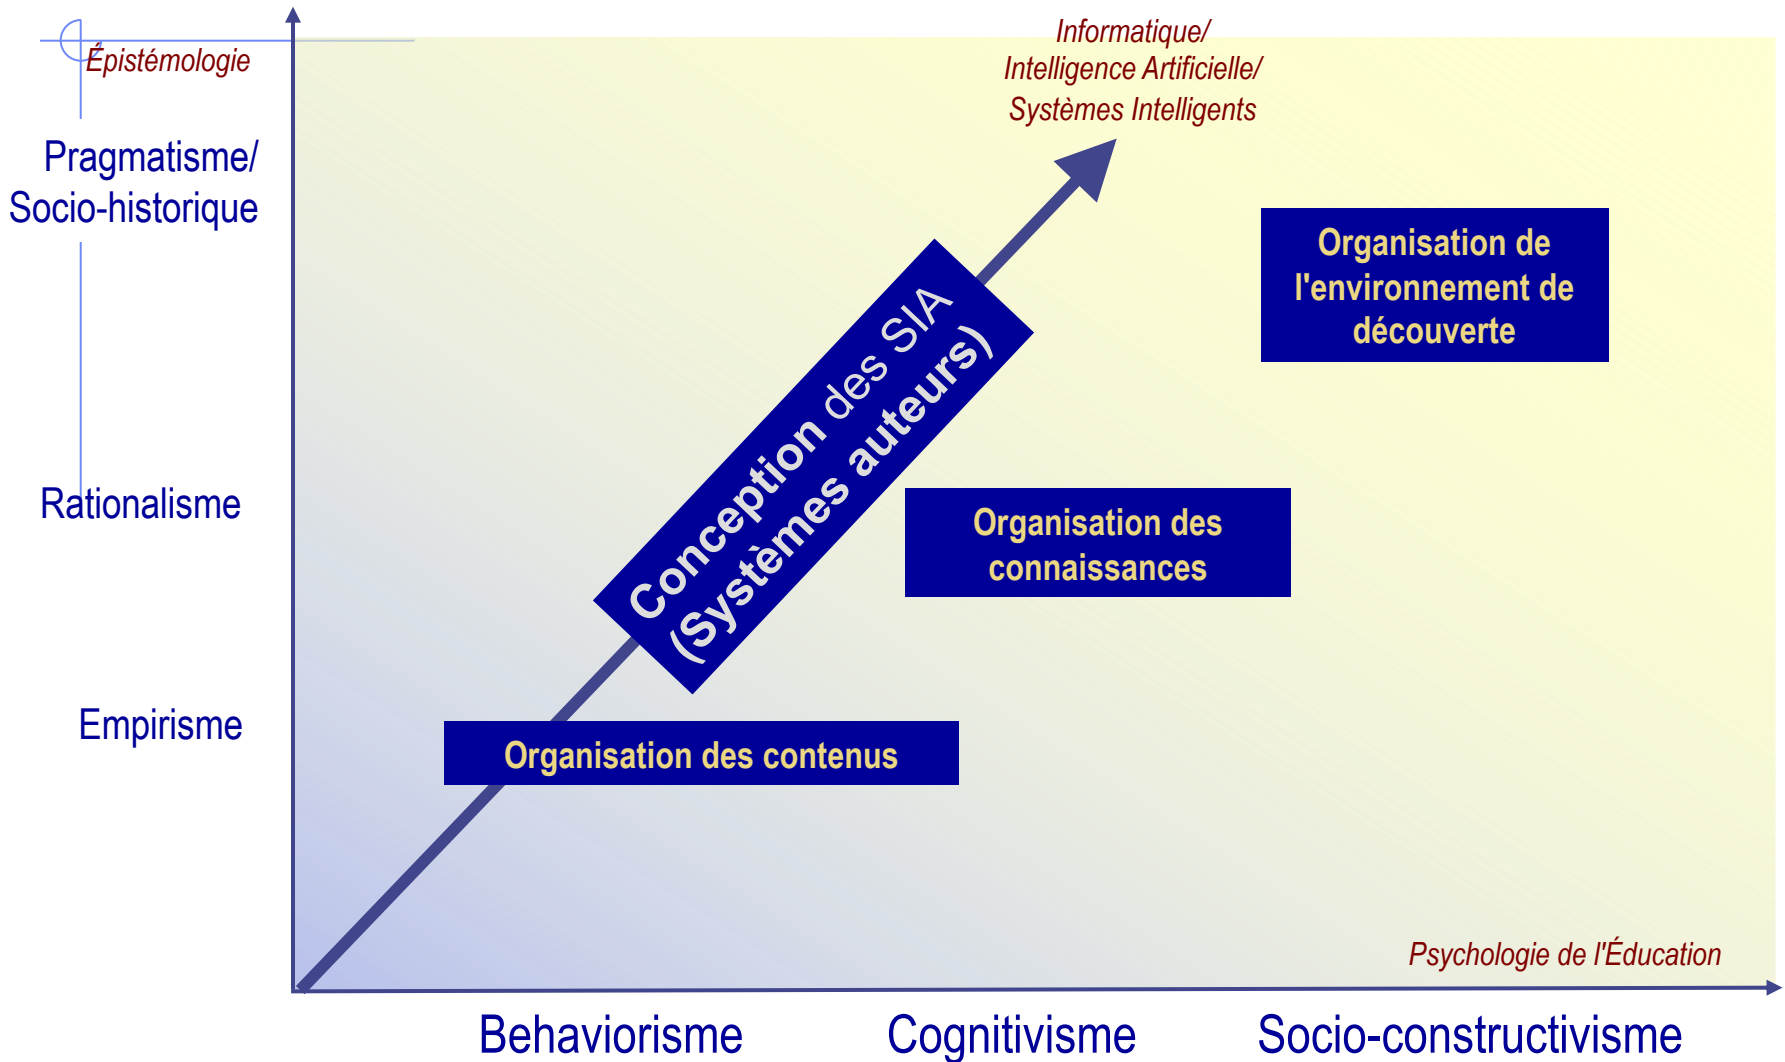 Épistémologie
Informatique/
Intelligence Artificielle/
Systèmes Intelligents
Pragmatisme/
Socio-historique
Organisation de
l'environnement de
découverte
Conception des SIA
(Systèmes auteurs)
Rationalisme
Organisation des
connaissances
Empirisme
Organisation des contenus
Psychologie de l'Éducation
Behaviorisme
Cognitivisme
Socio-constructivisme